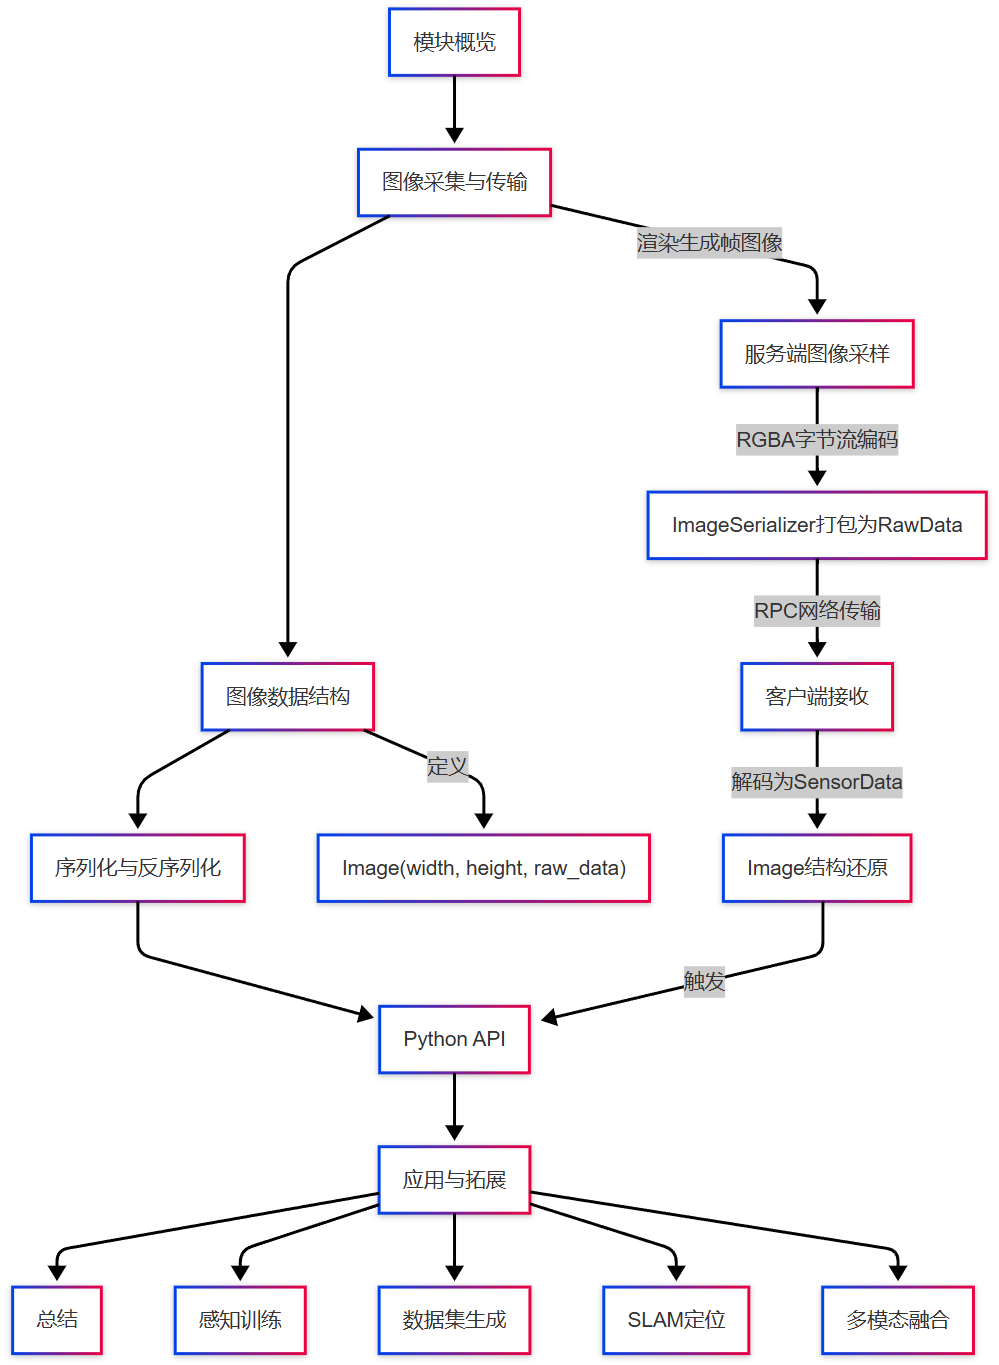 模块概览
图像采集与传输
渲染生成帧图像
服务端图像采样
RGBA字节流编码
ImageSerializer打包为RawData
RPC网络传输
图像数据结构
客户端接收
定义
解码为SensorData
序列化与反序列化
Image(width, height, raw_data)
Image结构还原
触发
Python API
应用与拓展
总结
感知训练
数据集生成
SLAM定位
多模态融合